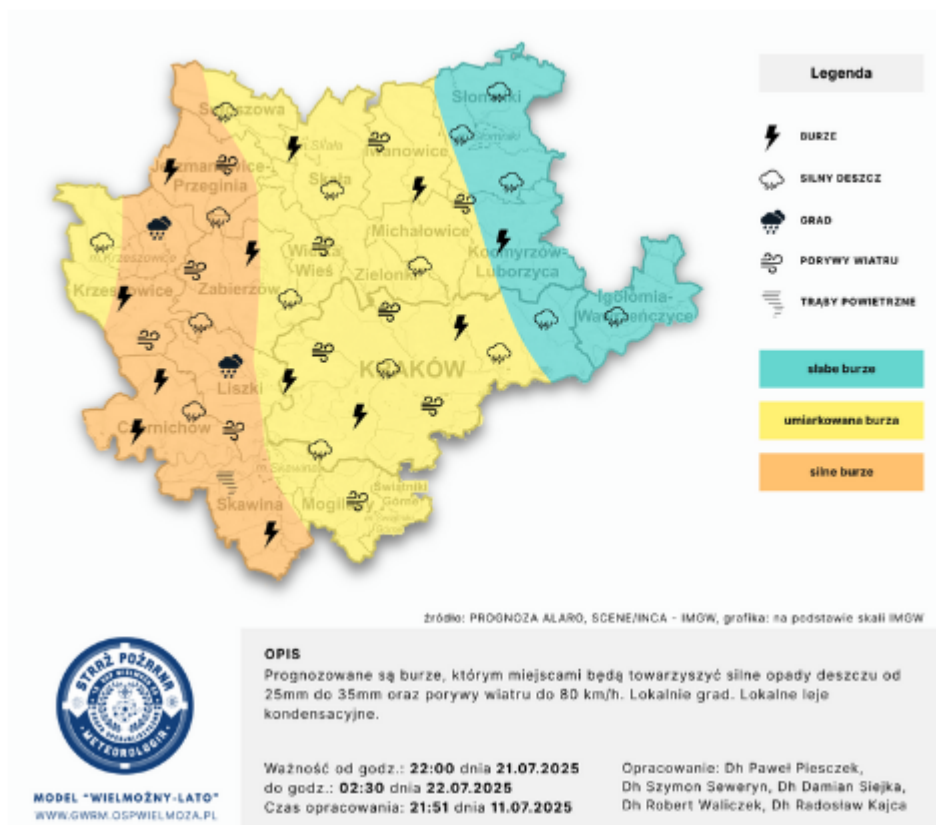 Legenda
BURZE
SILNY DESZCZ
GRAD
PORYWY WIATRU
TRĄBY POWIETRZNE
słabe burze
umiarkowana burza
silne burze
Słomniki
Iwanowice
Skała
Przeginia
Michałowice
Wielka
Wieś
Zielonki
Kocmyrzów-
Luborzyca
Igołomia-
Zabierzów
KRAKÓW
Liszki
Skawina
m. Skawina
Świątniki
Górne
źródło: PROGNOZA ALARO, SCENE/INCA - IMGW, grafika: na podstawie skali IMGW
STRAŻ POŻARNA
METEOROLOGIA
MODEL "WIELMOŻNY-LATO"
WWW.GWRM.OSPWIELMOZA.PL
OPIS
Prognozowane są burze, którym miejscami będą towarzyszyć silne opady deszczu od
25mm do 35mm oraz porywy wiatru do 80 km/h. Lokalnie grad. Lokalne leje
kondensacyjne.
Ważność od godz.: 22:00 dnia 21.07.2025
do godz.: 02:30 dnia 22.07.2025
Czas opracowania: 21:51 dnia 11.07.2025
Opracowanie: Dh Paweł Piesczek,
Dh Szymon Seweryn, Dh Damian Siejka,
Dh Robert Waliczek, Dh Radosław Kajca